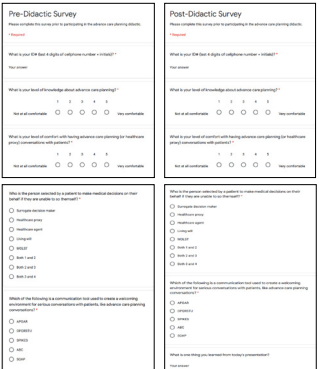 Pre-Didactic Survey
Please complete this survey prior to participating in the advance care planning didactic.
* Required
What is your ID# (last 4 digits of cellphone number + initials)? *
Your answer
What is your level of knowledge about advance care planning? *
1 2 3 4 5
Not at all comfortable Very comfortable
What is your level of comfort with having advance care planning (or healthcare
proxy) conversations with patients? *
1 2 3 4 5
Not at all comfortable Very comfortable
Post-Didactic Survey
Please complete this survey prior to participating in the advance care planning didactic.
* Required
What is your ID# (last 4 digits of cellphone number + initials)? *
Your answer
What is your level of knowledge about advance care planning? *
1 2 3 4 5
Not at all comfortable Very comfortable
What is your level of comfort with having advance care planning (or healthcare
proxy) conversations with patients? *
1 2 3 4 5
Not at all comfortable Very comfortable
Who is the person selected by a patient to make medical decisions on their
behalf if they are unable to so themself? *
Surrogate decision maker
Healthcare proxy
Healthcare agent
Living will
MOLST
Both 1 and 2
Both 2 and 3
Both 2 and 4
Which of the following is a communication tool used to create a welcoming
environment for serious conversations with patients, like advance care planning
conversations? *
APGAR
SPIKES
ABC
SOAP
Who is the person selected by a patient to make medical decisions on their
behalf if they are unable to so themself? *
Surrogate decision maker
Healthcare proxy
Healthcare agent
Living will
MOLST
Both 1 and 2
Both 2 and 3
Both 2 and 4
Which of the following is a communication tool used to create a welcoming
environment for serious conversations with patients, like advance care planning
conversations? *
APGAR
SPIKES
ABC
SOAP
What is one thing you learned from today's presentation?
Your answer